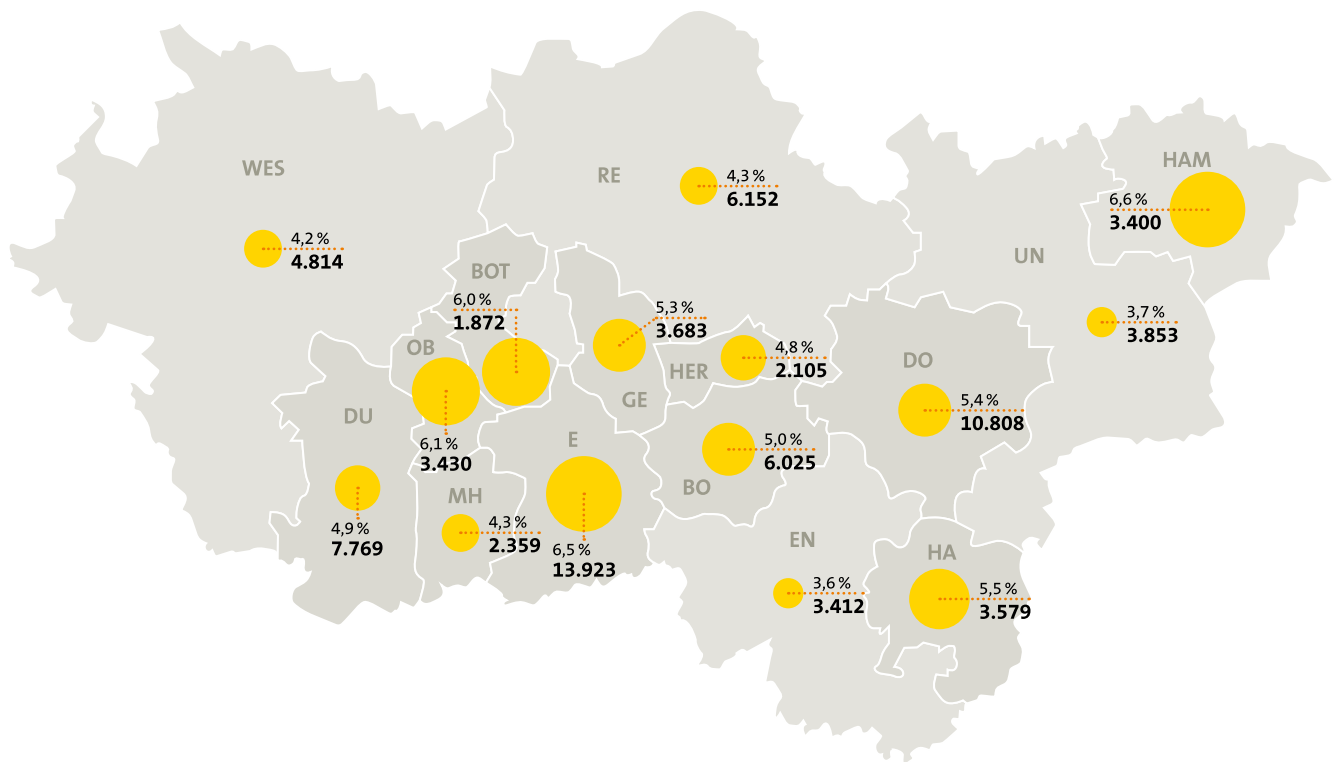 WES
4,2 %
4.814
RE
4,3 %
6.152
HAM
6,6 %
3.400
UN
3,7 %
3.853
BOT
6,0 %
1.872
OB
6,1 %
3.430
GE
5,3 %
3.683
HER
4,8 %
2.105
DO
5,4 %
10.808
DU
4,9 %
7.769
MH
4,3 %
2.359
E
6,5 %
13.923
BO
5,0 %
6.025
EN
3,6 %
3.412
HA
5,5 %
3.579